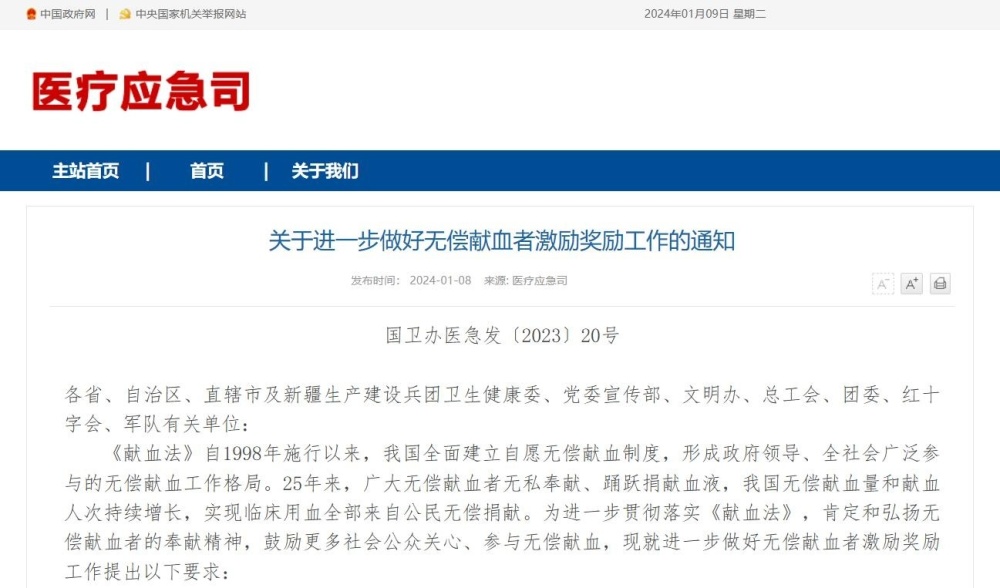 中国政府网 | 中央国家机关举报网站 2024年01月09日 星期二
医疗应急司
主站首页 | 首页 | 关于我们
关于进一步做好无偿献血者激励奖励工作的通知
发布时间： 2024-01-08 来源: 医疗应急司 A- A+
国卫办医急发〔2023〕20号
各省、自治区、直辖市及新疆生产建设兵团卫生健康委、党委宣传部、文明办、总工会、团委、红十
字会、军队有关单位：
《献血法》自1998年施行以来，我国全面建立自愿无偿献血制度，形成政府领导、全社会广泛参
与的无偿献血工作格局。25年来，广大无偿献血者无私奉献、踊跃捐献血液，我国无偿献血量和献血
人次持续增长，实现临床用血全部来自公民无偿捐献。为进一步贯彻落实《献血法》，肯定和弘扬无
偿献血者的奉献精神，鼓励更多社会公众关心、参与无偿献血，现就进一步做好无偿献血者激励奖励
工作提出以下要求：